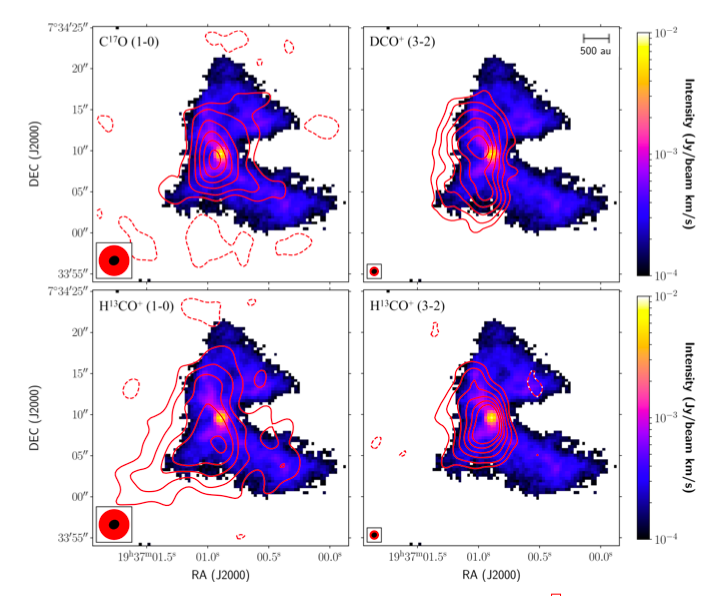 7°34′25″
20″
15″
10″
05″
00″
33′55″
DEC (J2000)
C¹⁷O (1-0)
DCO⁺ (3-2)
500 au
10⁻²
10⁻³
10⁻⁴
Intensity (Jy/beam km/s)
7°34′25″
20″
15″
10″
05″
00″
33′55″
DEC (J2000)
H¹³CO⁺ (1-0)
H¹³CO⁺ (3-2)
10⁻²
10⁻³
10⁻⁴
Intensity (Jy/beam km/s)
19ʰ37ᵐ01.5ˢ 01.0ˢ 00.5ˢ 00.0ˢ
RA (J2000)
19ʰ37ᵐ01.5ˢ 01.0ˢ 00.5ˢ 00.0ˢ
RA (J2000)